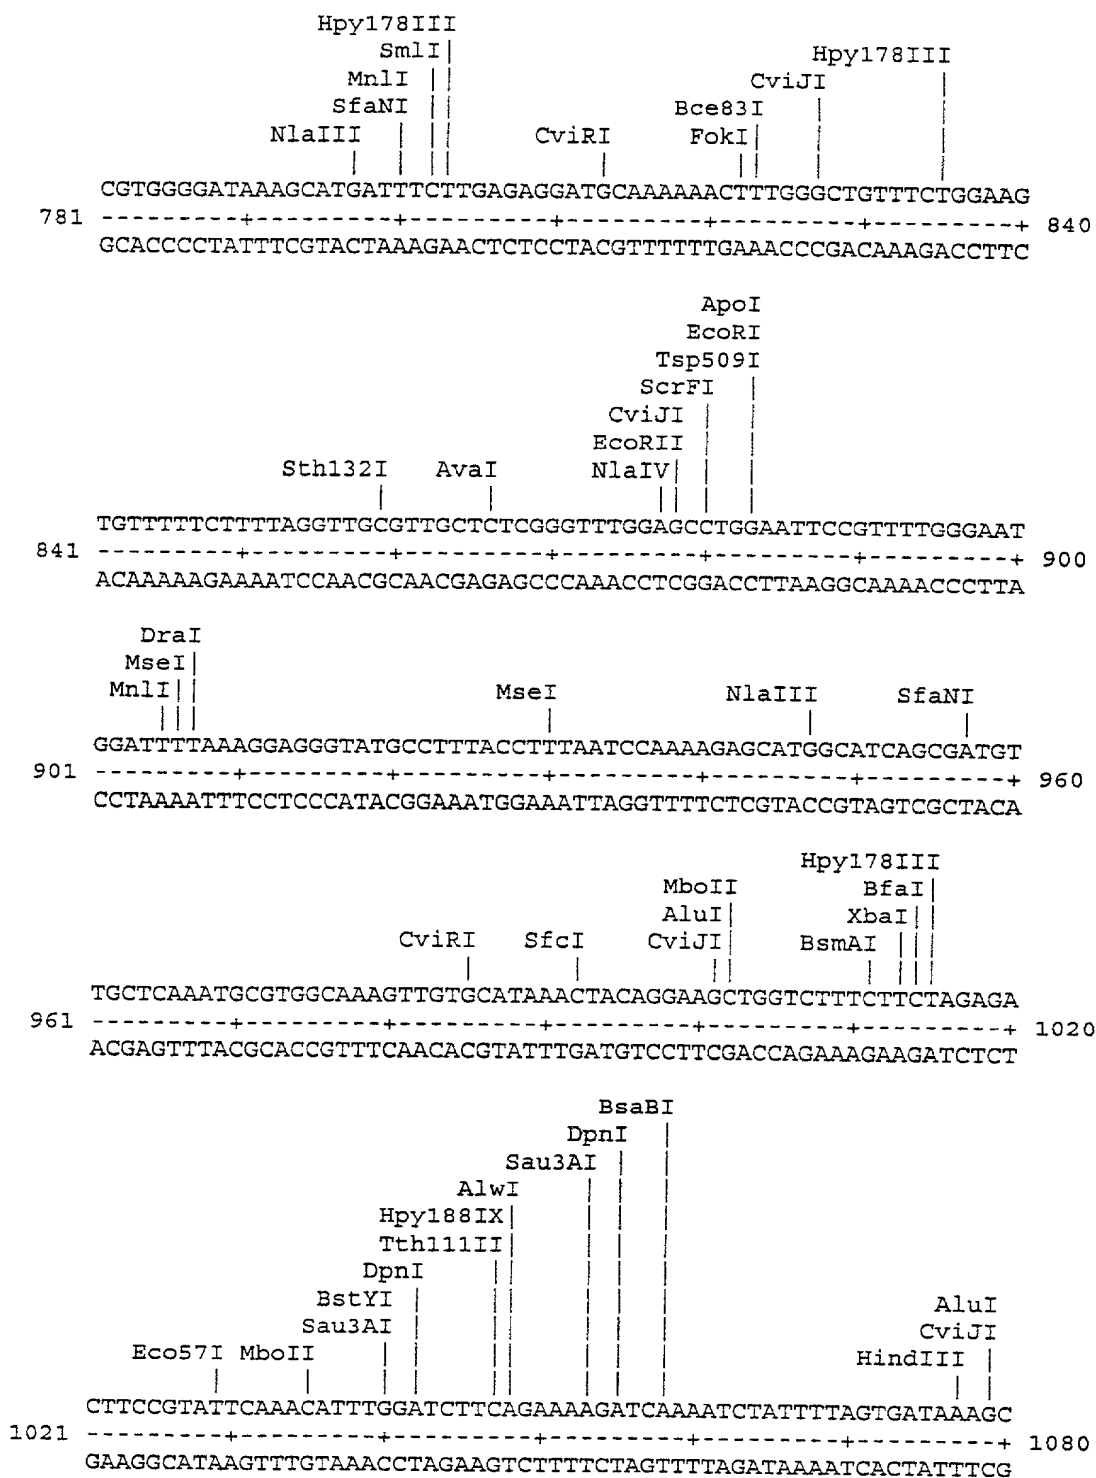 Hpy178III
SmlI
Hpy178III
MnlI
CviJI
SfaNI
Bce83I
NlaIII
CviRI
FokI
CGTGGGGATAAAGCATGATTTCTTGAGAGGATGCAAAAAACTTTGGGCTGTTTCTGGAAG
781 ---------+---------+---------+---------+---------+---------+ 840
GCACCCCTATTTCGTACTAAAGAACTCTCCTACGTTTTTTGAAACCCGACAAAGACCTTC
ApoI
EcoRI
Tsp509I
ScrFI
CviJI
EcoRII
Sth132I
AvaI
NlaIV
TGTTTTTCTTTTAGGTTGCGTTGCTCTCGGGTTTGGAGCCTGGAATTCCGTTTTGGGAAT
841 ---------+---------+---------+---------+---------+---------+ 900
ACAAAAAGAAAATCCAACGCAACGAGAGCCCAAACCTCGGACCTTAAGGCAAAACCCTTA
DraI
MseI
MnlI
MseI
NlaIII
SfaNI
GGATTTTAAAGGAGGGTATGCCTTTACCTTTAATCCAAAAGAGCATGGCATCAGCGATGT
901 ---------+---------+---------+---------+---------+---------+ 960
CCTAAAATTTCCTCCCATACGGAAATGGAAATTAGGTTTTCTCGTACCGTAGTCGCTACA
Hpy178III
MboII
BfaI
AluI
XbaI
CviRI
SfcI
CviJI
BsmAI
TGCTCAAATGCGTGGCAAAGTTGTGCATAAACTACAGGAAGCTGGTCTTTCTTCTAGAGA
961 ---------+---------+---------+---------+---------+---------+ 1020
ACGAGTTTACGCACCGTTTCAACACGTATTTGATGTCCTTCGACCAGAAAGAAGATCTCT
BsaBI
DpnI
Sau3AI
AlwI
Hpy188IX
Tth111II
DpnI
BstYI
AluI
Sau3AI
CviJI
Eco57I
MboII
HindIII
CTTCCGTATTCAAACATTTGGATCTTCAGAAAAGATCAAAATCTATTTTAGTGATAAAGC
1021 ---------+---------+---------+---------+---------+---------+ 1080
GAAGGCATAAGTTTGTAAACCTAGAAGTCTTTTCTAGTTTTAGATAAAATCACTATTTCG